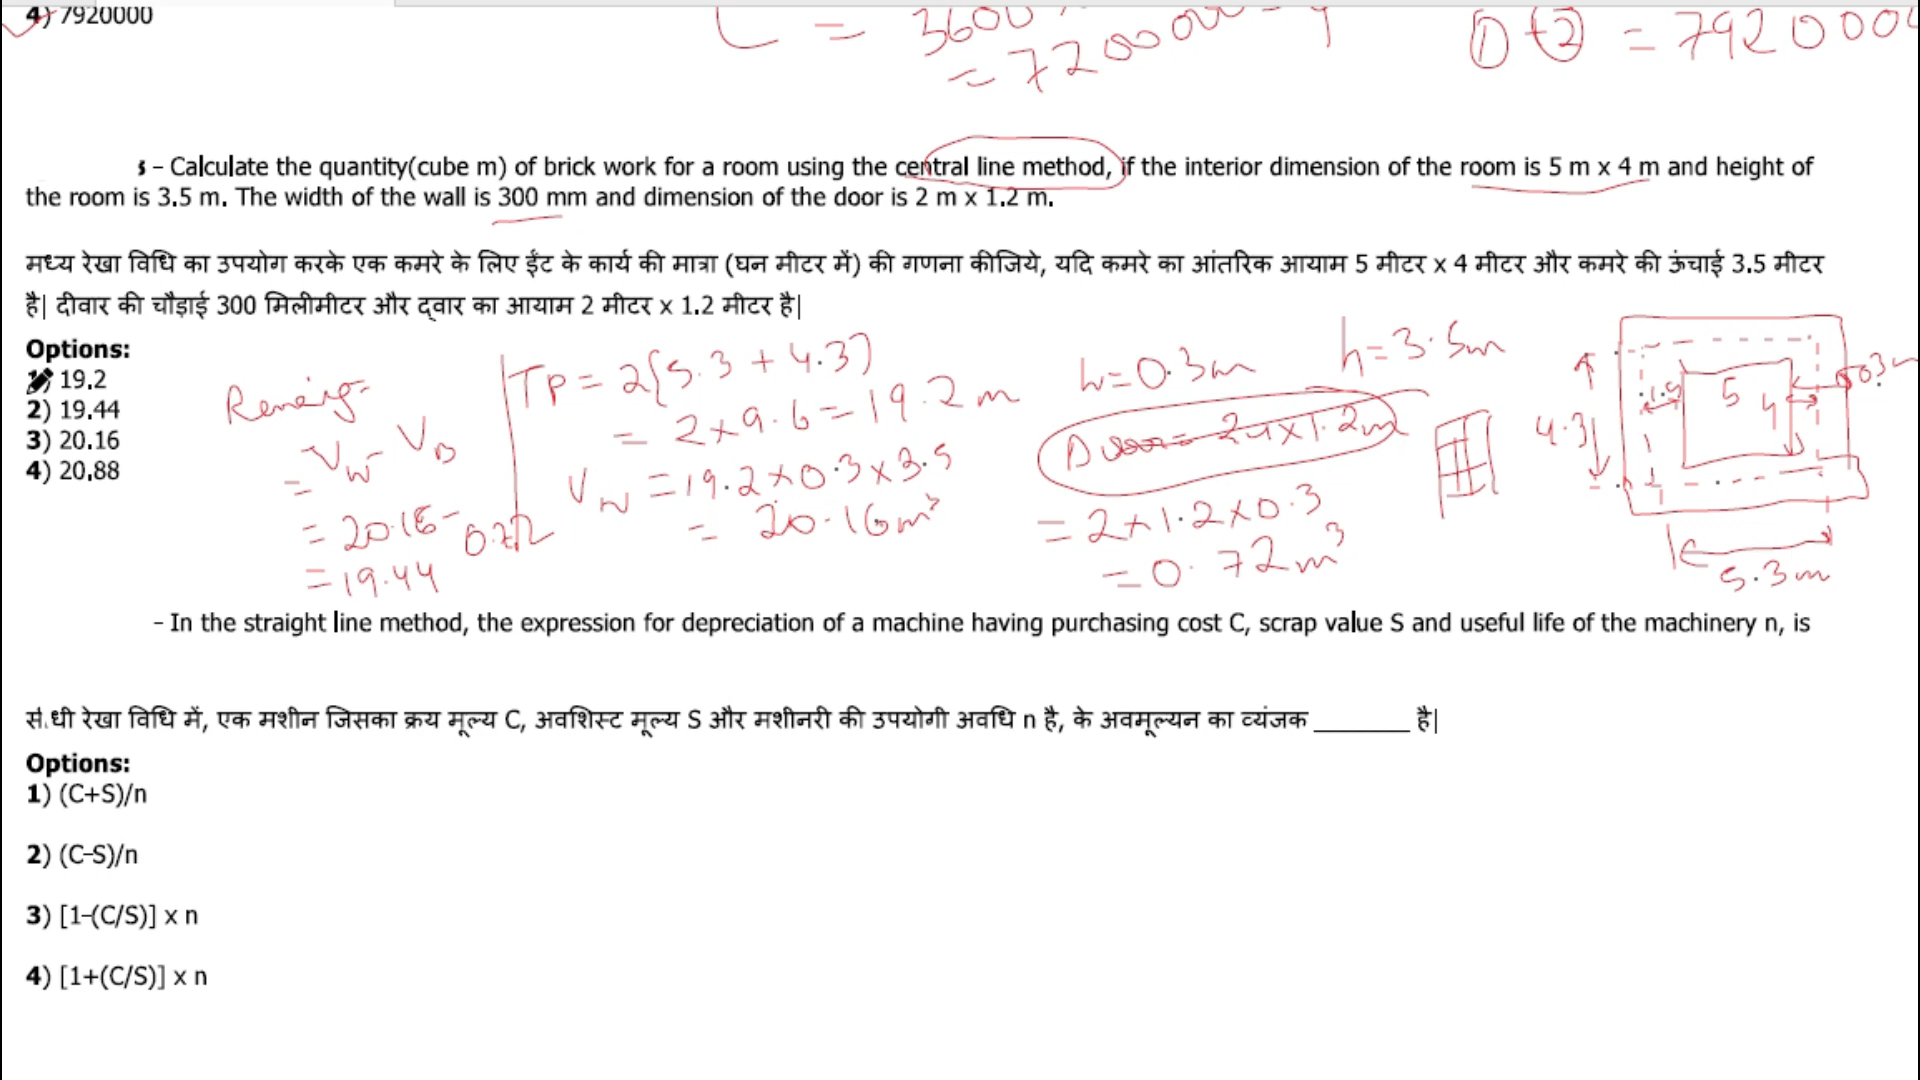 4) 7920000
= 3600
= 7200000
① + ② = 792000
- Calculate the quantity(cube m) of brick work for a room using the central line method, if the interior dimension of the room is 5 m x 4 m and height of
the room is 3.5 m. The width of the wall is 300 mm and dimension of the door is 2 m x 1.2 m.
मध्य रेखा विधि का उपयोग करके एक कमरे के लिए ईंट के कार्य की मात्रा (घन मीटर में) की गणना कीजिये, यदि कमरे का आंतरिक आयाम 5 मीटर x 4 मीटर और कमरे की ऊंचाई 3.5 मीटर
है| दीवार की चौड़ाई 300 मिलीमीटर और द्वार का आयाम 2 मीटर x 1.2 मीटर है|
Options:
19.2
2) 19.44
3) 20.16
4) 20.88
= Vw - VD
= 20.16 -
= 19.44
TP = 2(5.3 + 4.3)
= 2x9.6 = 19.2 m
Vw = 19.2 x 0.3 x 3.5
= 20.16 m³
= 0.3m
h = 3.5m
= 2 x 1.2 x 0.3
= 0.72 m³
5
4
4.3
5.3m
- In the straight line method, the expression for depreciation of a machine having purchasing cost C, scrap value S and useful life of the machinery n, is
रेखा विधि में, एक मशीन जिसका क्रय मूल्य C, अवशिस्ट मूल्य S और मशीनरी की उपयोगी अवधि n है, के अवमूल्यन का व्यंजक ________ है|
Options:
1) (C+S)/n
2) (C-S)/n
3) [1-(C/S)] x n
4) [1+(C/S)] x n